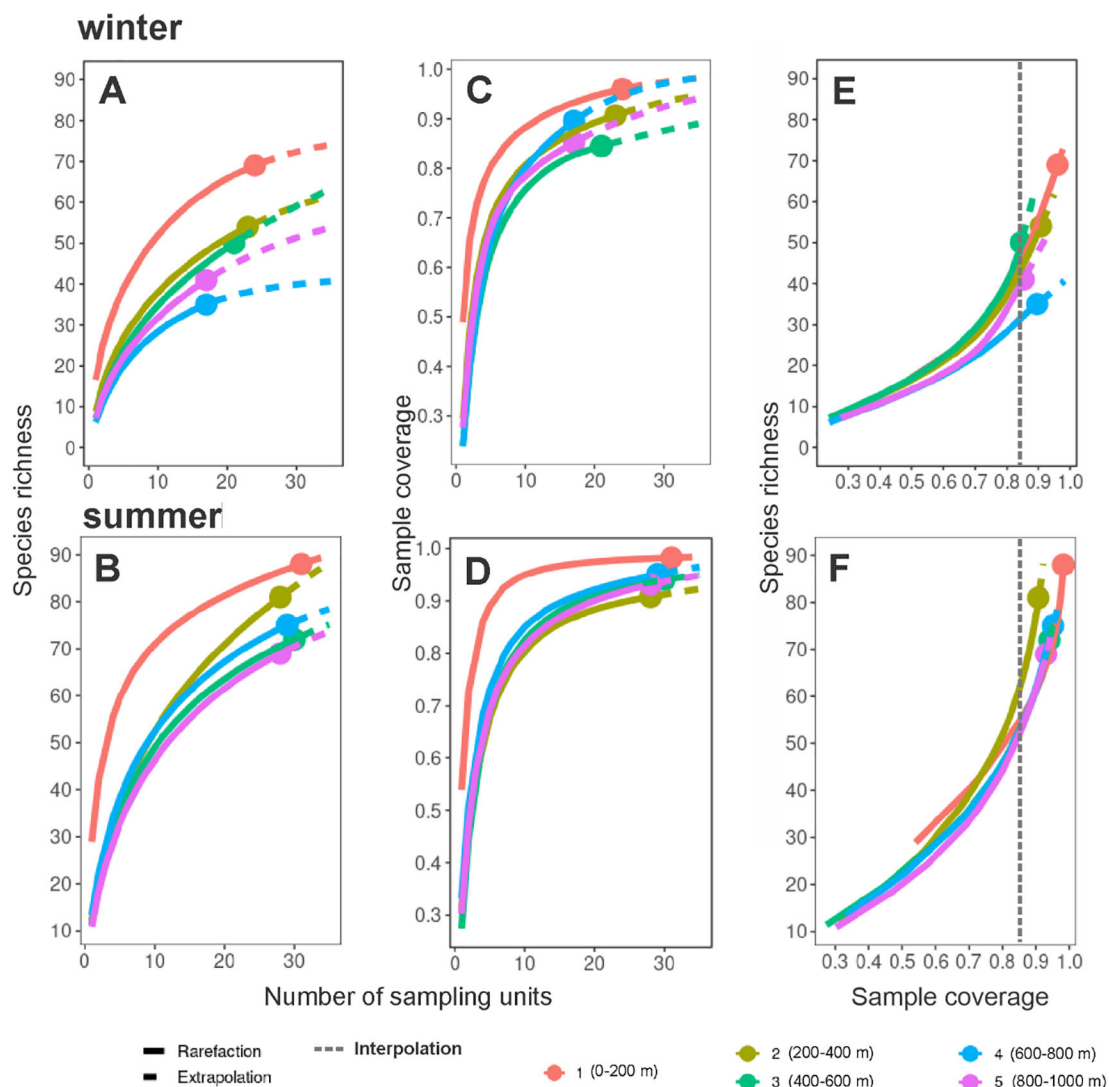 winter
A
C
E
90
80
70
60
50
40
30
20
10
0
0 10 20 30
Species richness
1.0
0.9
0.8
0.7
0.6
0.5
0.4
0.3
0 10 20 30
Sample coverage
90
80
70
60
50
40
30
20
10
0
0.3 0.4 0.5 0.6 0.7 0.8 0.9 1.0
Species richness
summer
B
D
F
90
80
70
60
50
40
30
20
10
0 10 20 30
1.0
0.9
0.8
0.7
0.6
0.5
0.4
0.3
0 10 20 30
90
80
70
60
50
40
30
20
10
0.3 0.4 0.5 0.6 0.7 0.8 0.9 1.0
Number of sampling units
Sample coverage
Rarefaction
Extrapolation
Interpolation
1 (0-200 m)
2 (200-400 m)
3 (400-600 m)
4 (600-800 m)
5 (800-1000 m)